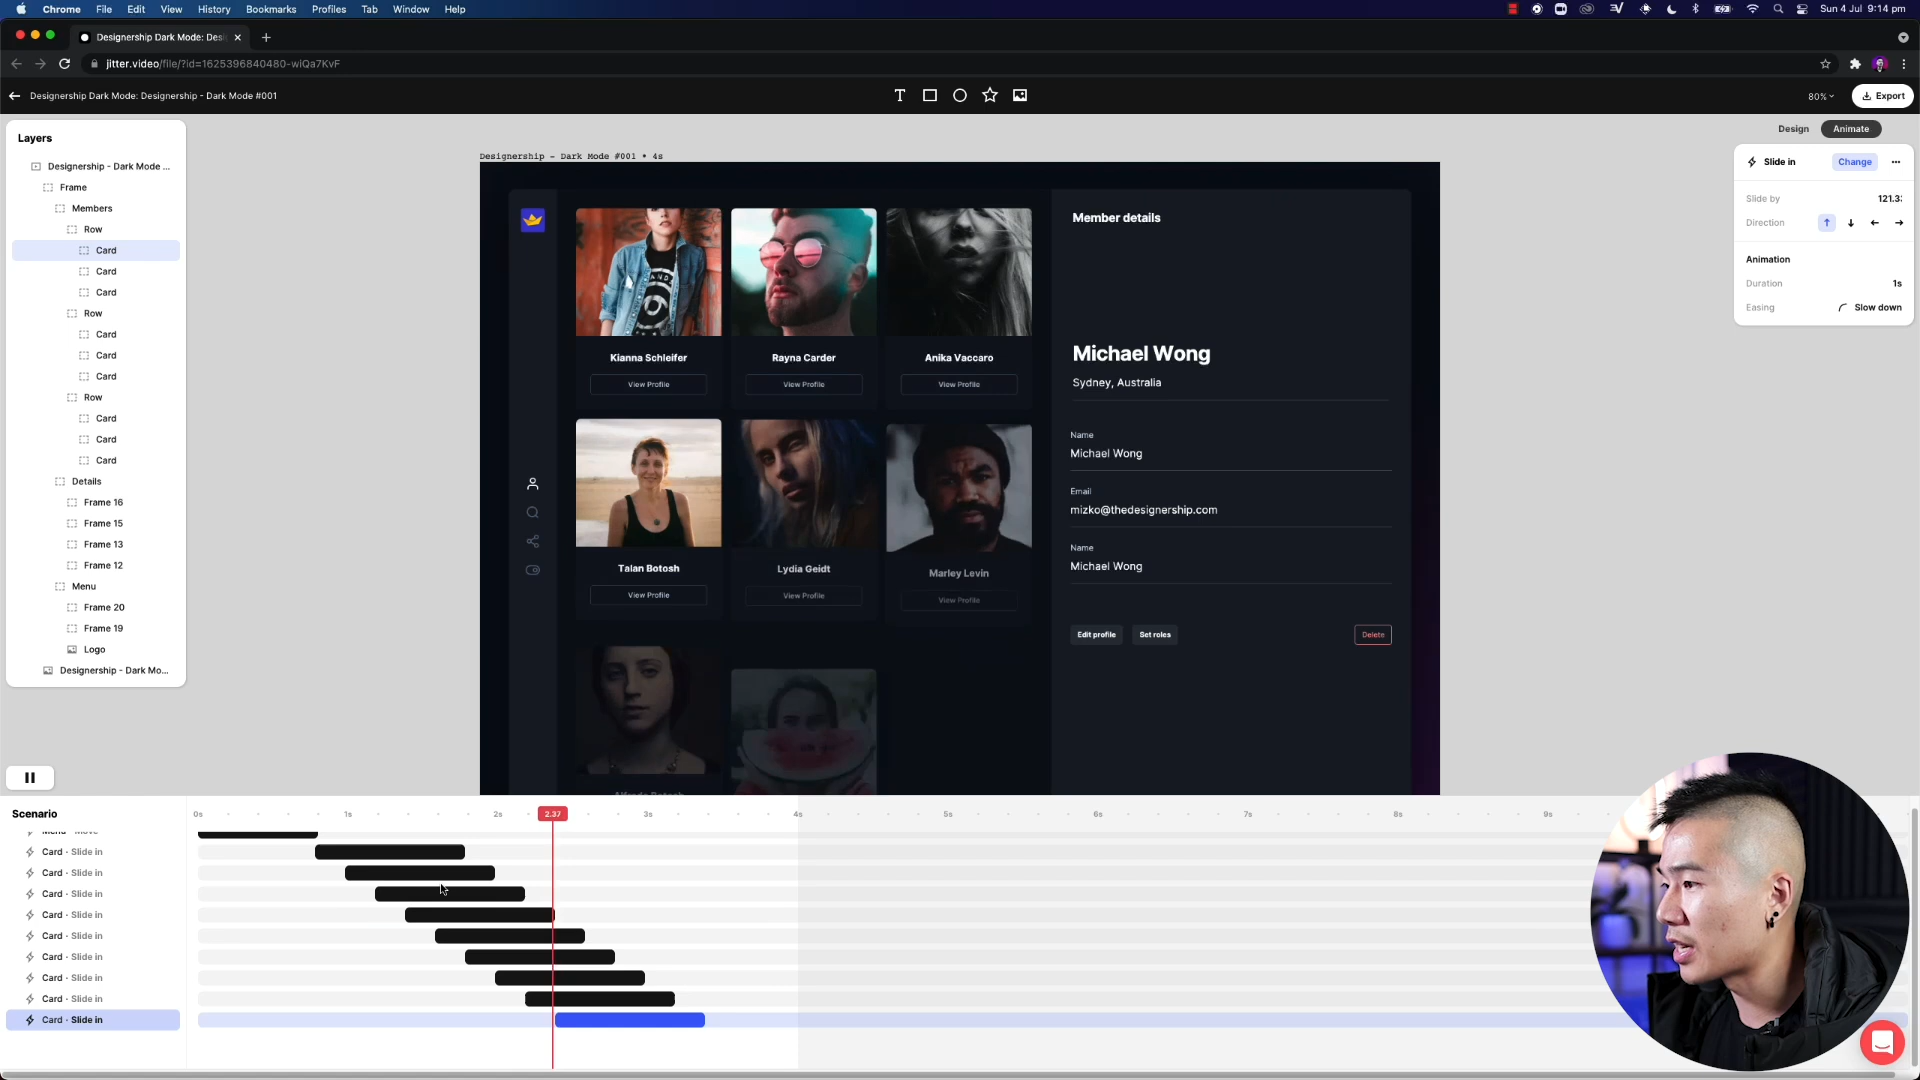 Chrome File Edit View History Bookmarks Profiles Tab Window Help
Sun 4 Jul 9:14 pm
Designership Dark Mode: Desi
jitter.video/file/?id=1625396840480-wiQa7KvF
Designership Dark Mode: Designership - Dark Mode #001
T
80%
Export
Layers
Designership - Dark Mode ...
Frame
Members
Row
Card
Card
Card
Row
Card
Card
Card
Row
Card
Card
Card
Details
Frame 16
Frame 15
Frame 13
Frame 12
Menu
Frame 20
Frame 19
Logo
Designership - Dark Mo...
Designership - Dark Mode #001 • 4s
Kianna Schleifer
View Profile
Rayna Carder
View Profile
Anika Vaccaro
View Profile
Talan Botosh
View Profile
Lydia Geidt
View Profile
Marley Levin
View Profile
Member details
Michael Wong
Sydney, Australia
Name
Michael Wong
Email
mizko@thedesignership.com
Name
Michael Wong
Edit profile
Set roles
Delete
Design
Animate
Slide in
Change
Slide by
121.3
Direction
Animation
Duration
1s
Easing
Slow down
Scenario
0s 1s 2s 2.37 3s 4s 5s 6s 7s 8s 9s
Menu · Move
Card · Slide in
Card · Slide in
Card · Slide in
Card · Slide in
Card · Slide in
Card · Slide in
Card · Slide in
Card · Slide in
Card · Slide in